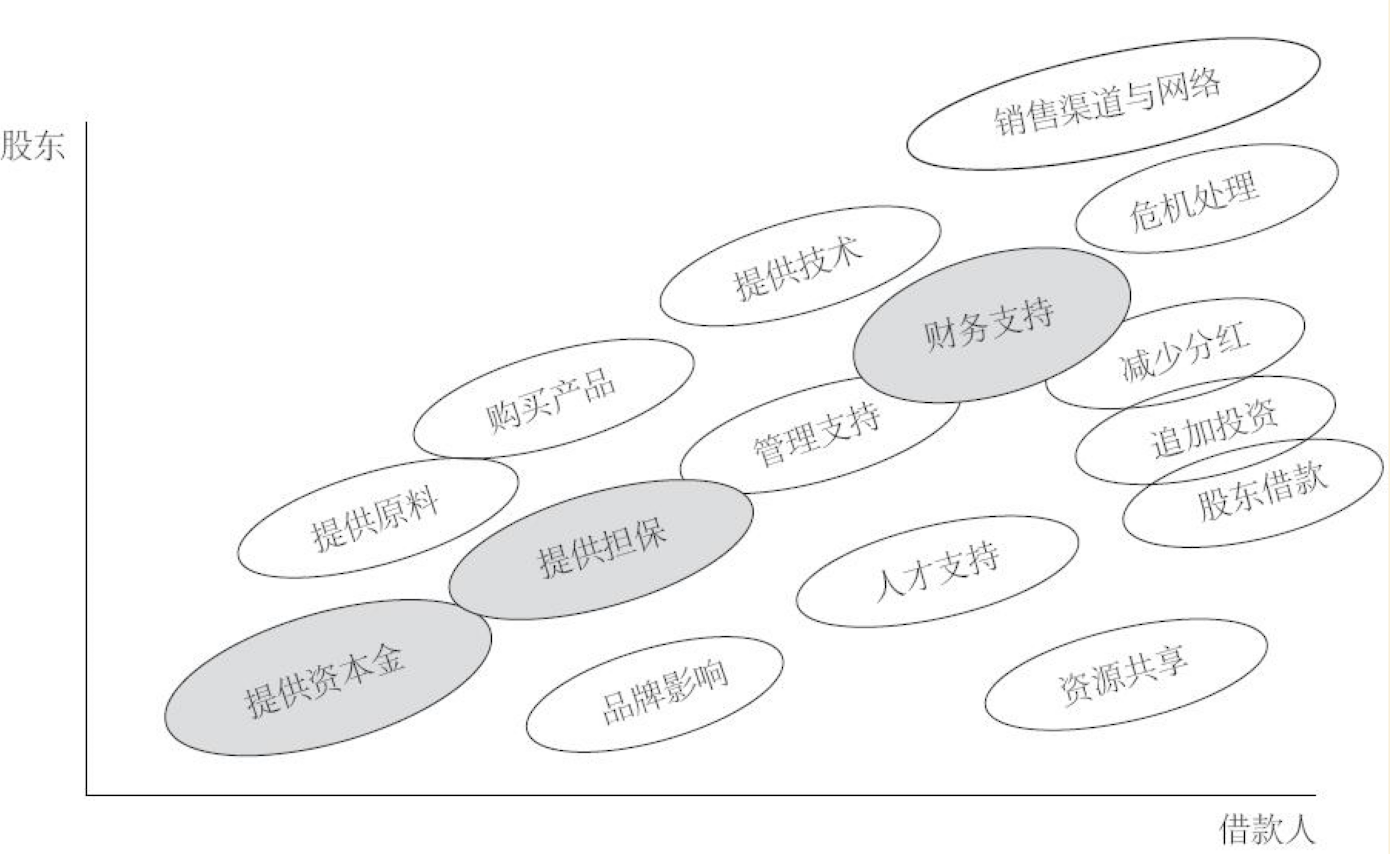 销售渠道与网络
股东
危机处理
提供技术
财务支持
减少分红
购买产品
管理支持
追加投资
股东借款
提供原料
提供担保
人才支持
提供资本金
品牌影响
资源共享
借款人